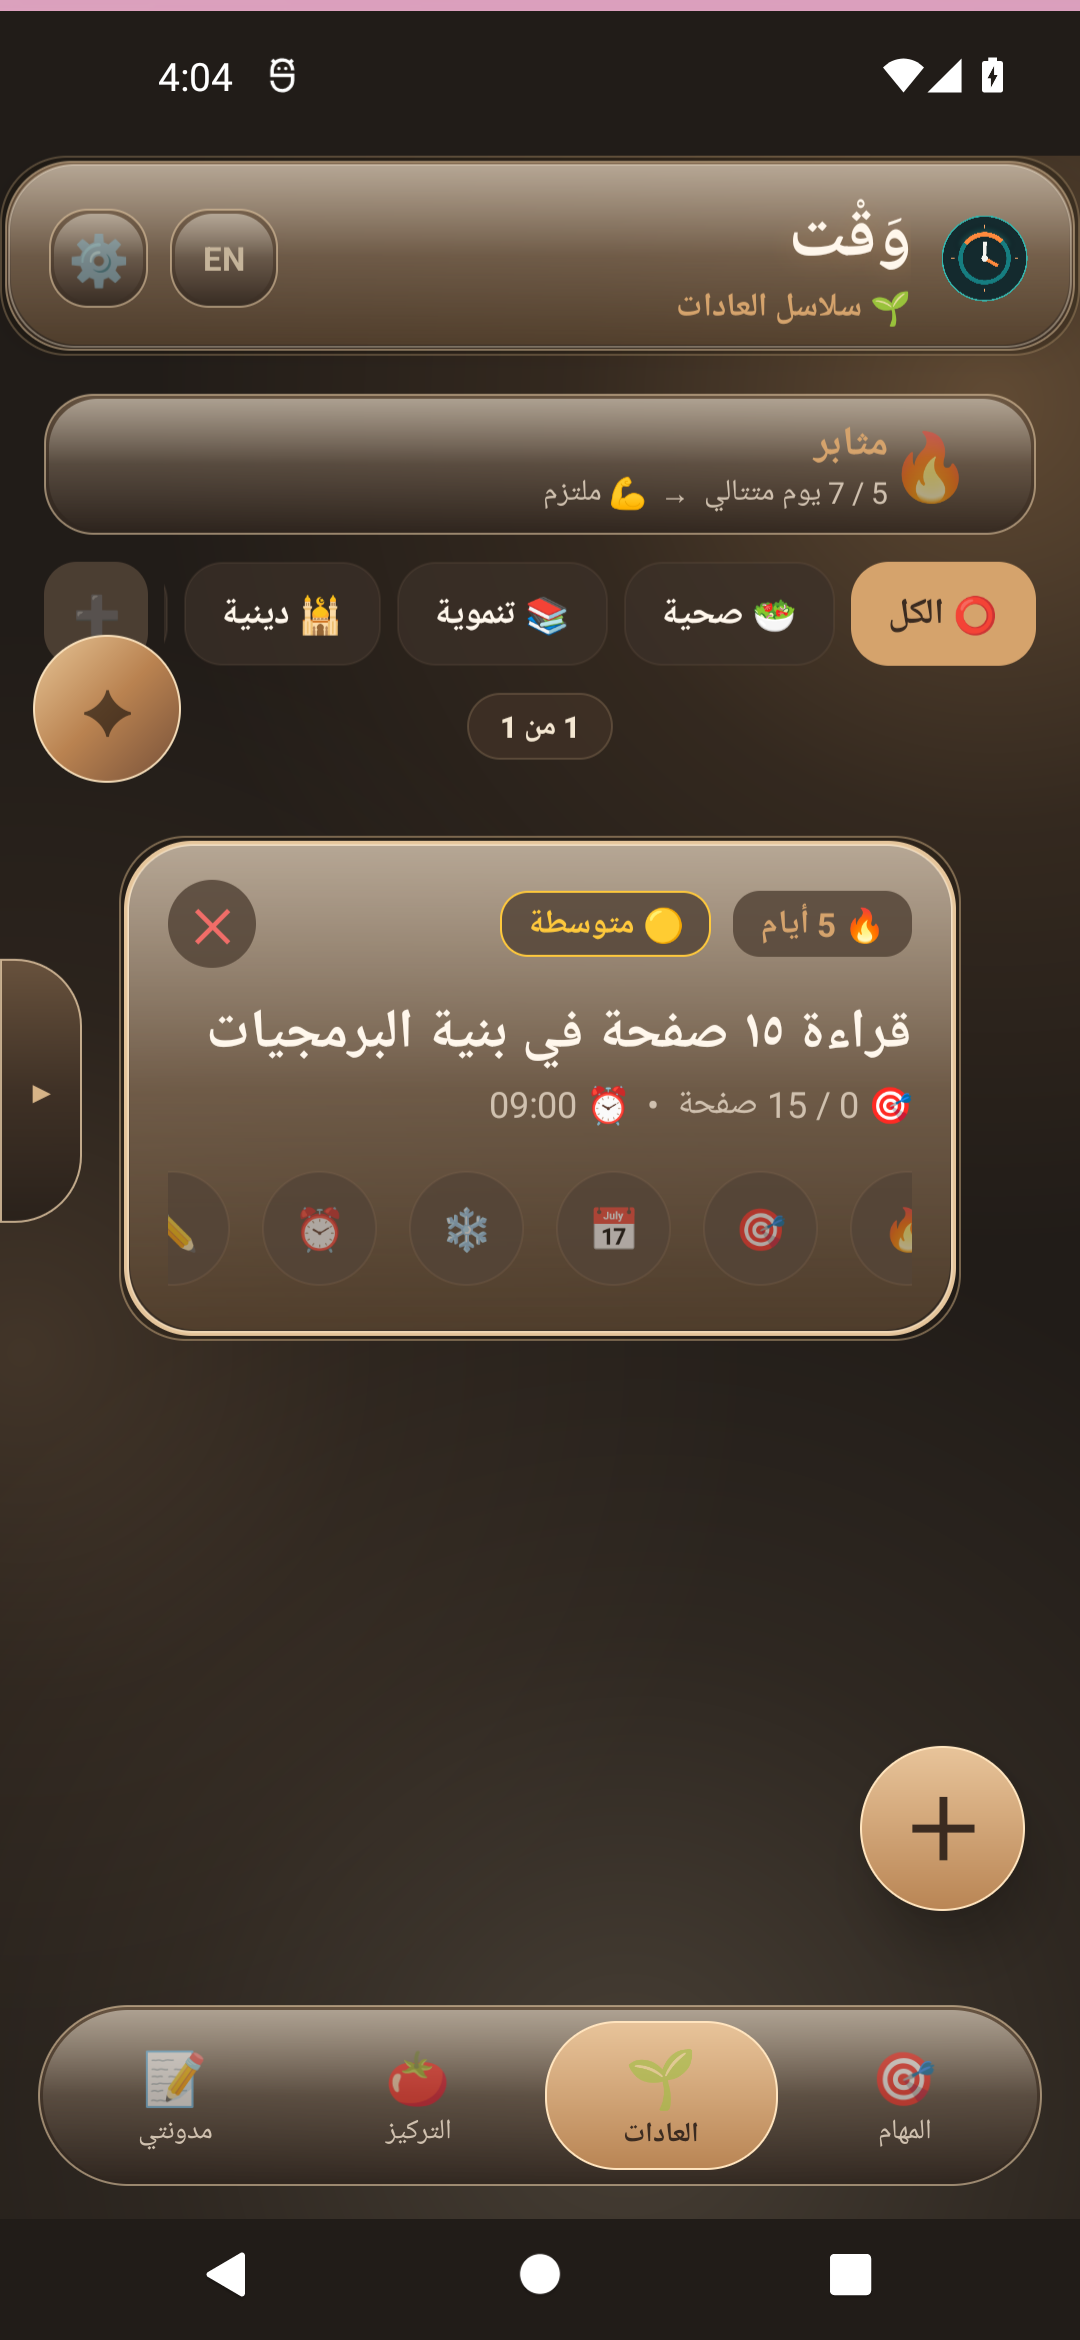 4:04
وَقْت
🌱 سلاسل العادات
EN
مثابر
5 / 7 يوم متتالي → 💪 ملتزم
الكل
صحية
تنموية
دينية
1 من 1
🔥 5 أيام
متوسطة
قراءة ١٥ صفحة في بنية البرمجيات
🎯 0 / 15 صفحة • ⏰ 09:00
July
17
المهام
العادات
التركيز
مدونتي